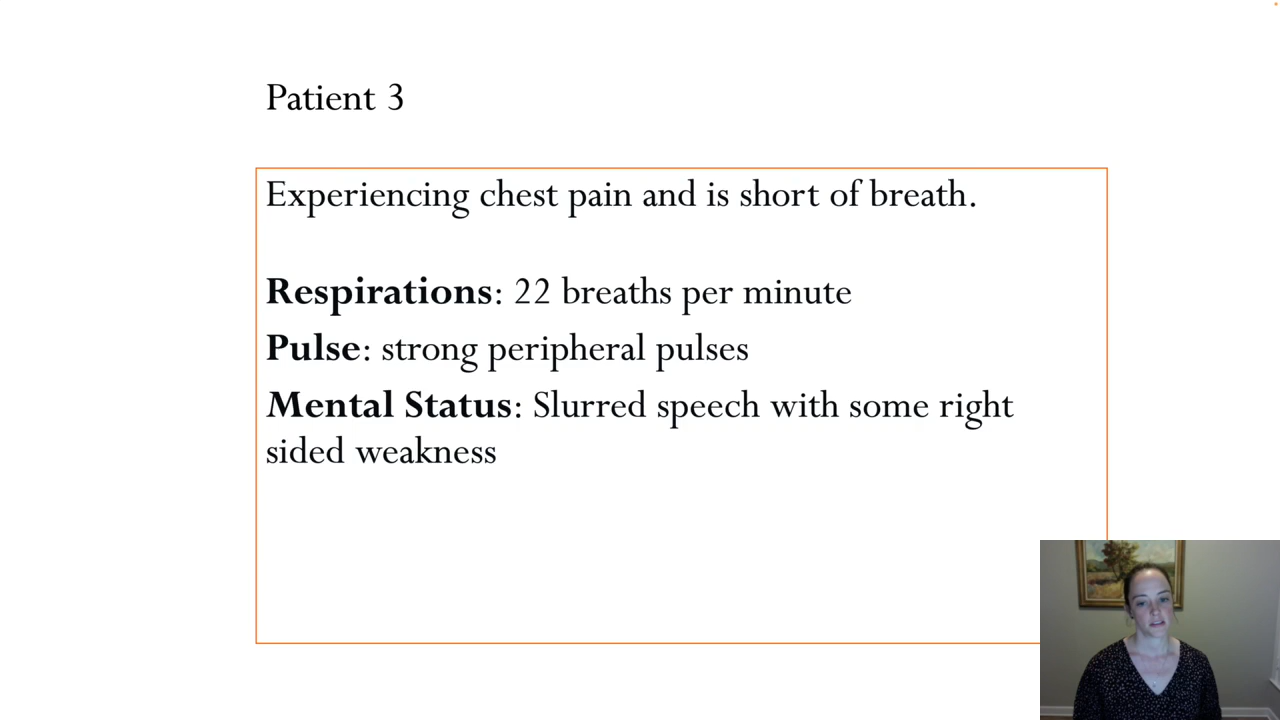 Patient 3
Experiencing chest pain and is short of breath.
Respirations: 22 breaths per minute
Pulse: strong peripheral pulses
Mental Status: Slurred speech with some right
sided weakness